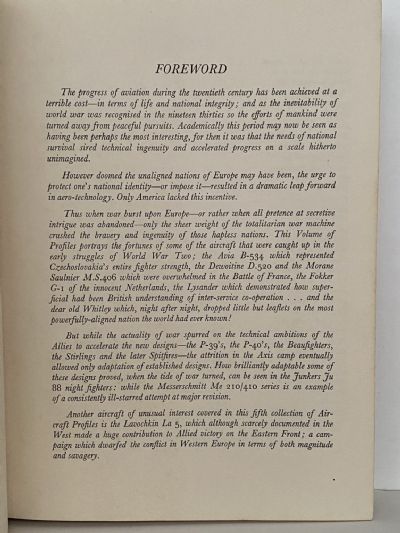 FOREWORD
The progress of aviation during the twentieth century has been achieved at a
terrible cost—in terms of life and national integrity; and as the inevitability of
world war was recognised in the nineteen thirties so the efforts of mankind were
turned away from peaceful pursuits. Academically this period may now be seen as
having been perhaps the most interesting, for then it was that the needs of national
survival sired technical ingenuity and accelerated progress on a scale hitherto
unimagined.
However doomed the unaligned nations of Europe may have been, the urge to
protect one's national identity—or impose it—resulted in a dramatic leap forward
in aero-technology. Only America lacked this incentive.
Thus when war burst upon Europe—or rather when all pretence at secretive
intrigue was abandoned—only the sheer weight of the totalitarian war machine
crushed the bravery and ingenuity of those hapless nations. This Volume of
Profiles portrays the fortunes of some of the aircraft that were caught up in the
early struggles of World War Two; the Avia B-534 which represented
Czechoslovakia's entire fighter strength, the Dewoitine D.520 and the Morane
Saulnier M.S.406 which were overwhelmed in the Battle of France, the Fokker
G-1 of the innocent Netherlands, the Lysander which demonstrated how super-
ficial had been British understanding of inter-service co-operation . . . and the
dear old Whitley which, night after night, dropped little but leaflets on the most
powerfully-aligned nation the world had ever known!
But while the actuality of war spurred on the technical ambitions of the
Allies to accelerate the new designs—the P-39's, the P-40's, the Beaufighters,
the Stirlings and the later Spitfires—the attrition in the Axis camp eventually
allowed only adaptation of established designs. How brilliantly adaptable some of
these designs proved, when the tide of war turned, can be seen in the Junkers Ju
88 night fighters: while the Messerschmitt Me 210/410 series is an example
of a consistently ill-starred attempt at major revision.
Another aircraft of unusual interest covered in this fifth collection of Air-
craft Profiles is the Lavochkin La 5, which although scarcely documented in the
West made a huge contribution to Allied victory on the Eastern Front; a cam-
paign which dwarfed the conflict in Western Europe in terms of both magnitude
and savagery.